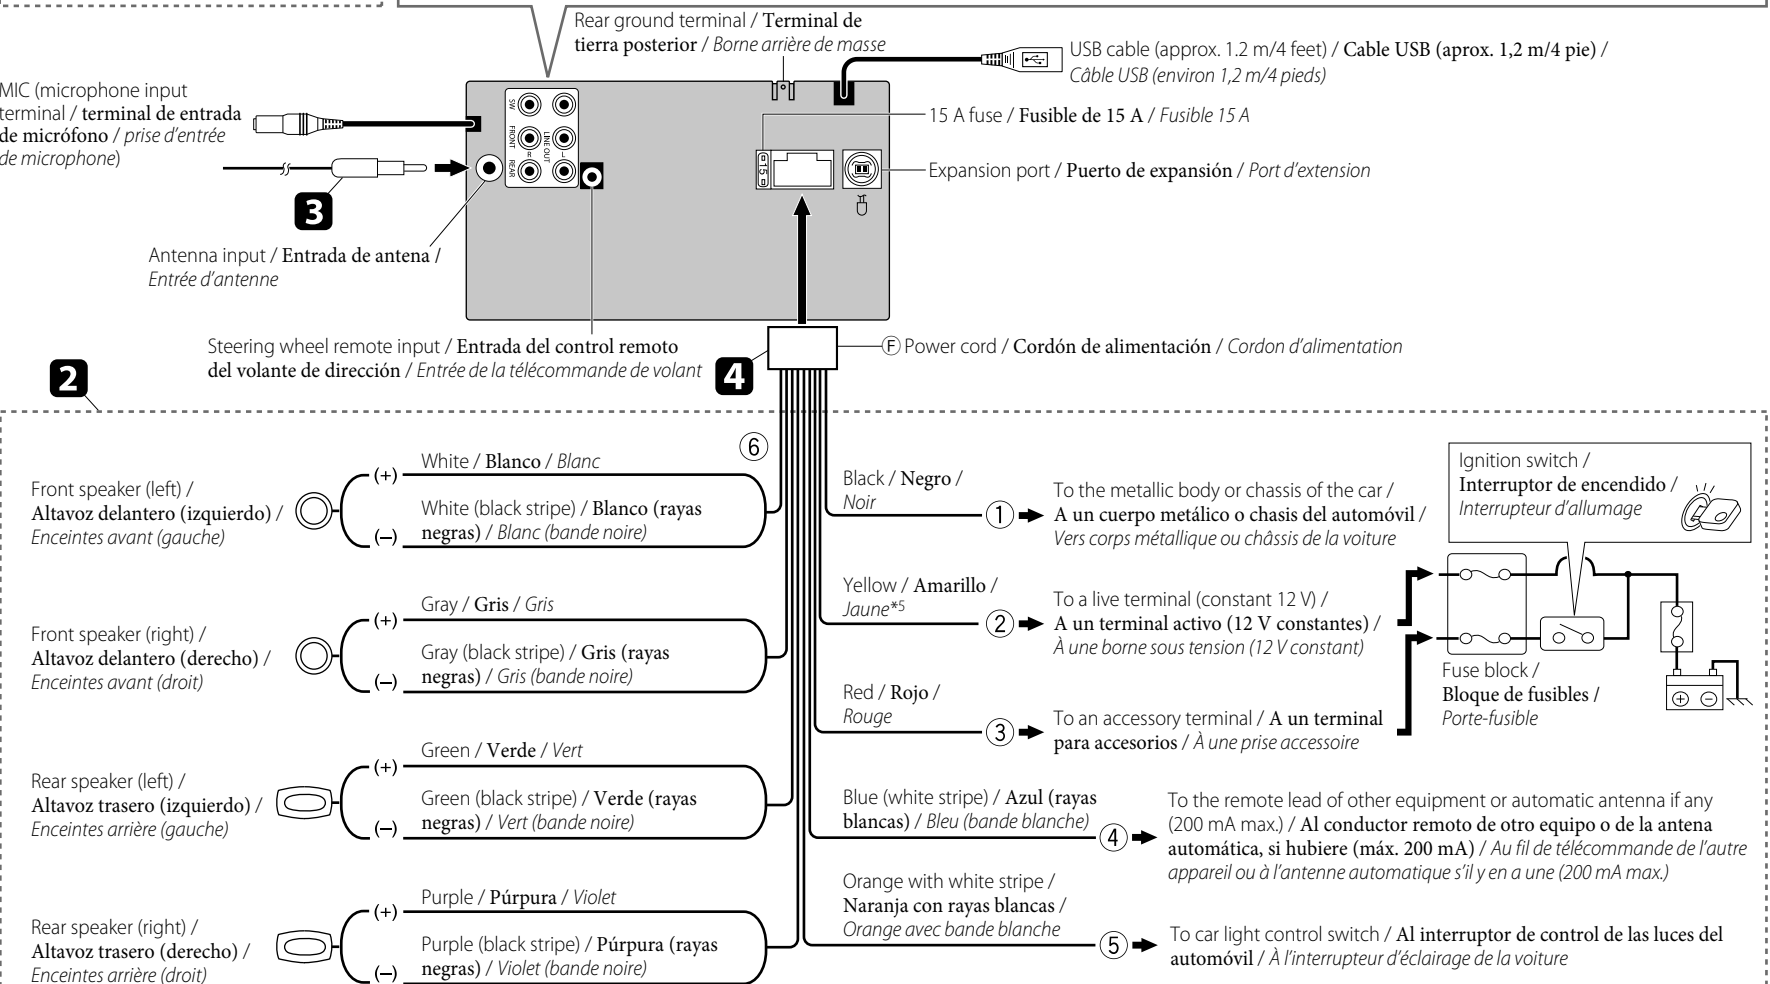 Rear ground terminal / Terminal de
tierra posterior / Borne arrière de masse
USB cable (approx. 1.2 m/4 feet) / Cable USB (aprox. 1,2 m/4 pie) /
Câble USB (environ 1,2 m/4 pieds)
MIC (microphone input
terminal / terminal de entrada
de micrófono / prise d'entrée
de microphone)
SW
FRONT
REAR
LINE OUT
R
L
15
15 A fuse / Fusible de 15 A / Fusible 15 A
Expansion port / Puerto de expansión / Port d'extension
3
Antenna input / Entrada de antena /
Entrée d'antenne
Steering wheel remote input / Entrada del control remoto
del volante de dirección / Entrée de la télécommande de volant
4
Ⓕ Power cord / Cordón de alimentación / Cordon d'alimentation
2
⑥
Front speaker (left) /
Altavoz delantero (izquierdo) /
Enceintes avant (gauche)
(+)
White / Blanco / Blanc
White (black stripe) / Blanco (rayas
negras) / Blanc (bande noire)
(–)
Front speaker (right) /
Altavoz delantero (derecho) /
Enceintes avant (droit)
(+)
Gray / Gris / Gris
Gray (black stripe) / Gris (rayas
negras) / Gris (bande noire)
(–)
Rear speaker (left) /
Altavoz trasero (izquierdo) /
Enceintes arrière (gauche)
(+)
Green / Verde / Vert
Green (black stripe) / Verde (rayas
negras) / Vert (bande noire)
(–)
Rear speaker (right) /
Altavoz trasero (derecho) /
Enceintes arrière (droit)
(+)
Purple / Púrpura / Violet
Purple (black stripe) / Púrpura (rayas
negras) / Violet (bande noire)
(–)
Black / Negro /
Noir
①
To the metallic body or chassis of the car /
A un cuerpo metálico o chasis del automóvil /
Vers corps métallique ou châssis de la voiture
Yellow / Amarillo /
Jaune*5
②
To a live terminal (constant 12 V) /
A un terminal activo (12 V constantes) /
À une borne sous tension (12 V constant)
Red / Rojo /
Rouge
③
To an accessory terminal / A un terminal
para accesorios / À une prise accessoire
Ignition switch /
Interruptor de encendido /
Interrupteur d'allumage
Fuse block /
Bloque de fusibles /
Porte-fusible
Blue (white stripe) / Azul (rayas
blancas) / Bleu (bande blanche)
④
To the remote lead of other equipment or automatic antenna if any
(200 mA max.) / Al conductor remoto de otro equipo o de la antena
automática, si hubiere (máx. 200 mA) / Au fil de télécommande de l'autre
appareil ou à l'antenne automatique s'il y en a une (200 mA max.)
Orange with white stripe /
Naranja con rayas blancas /
Orange avec bande blanche
⑤
To car light control switch / Al interruptor de control de las luces del
automóvil / À l'interrupteur d'éclairage de la voiture